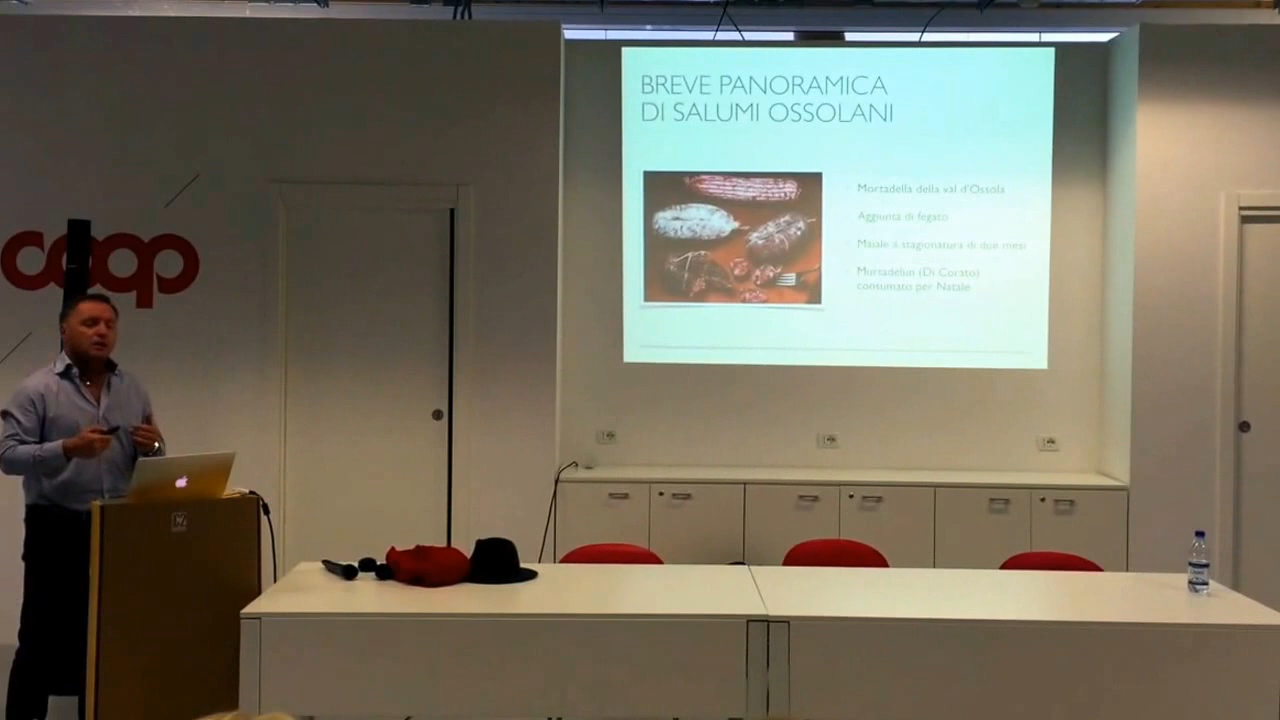 BREVE PANORAMICA
DI SALUMI OSSOLANI
Mortadella della val d'Ossola
Aggiunta di fegato
Maiale a stagionatura di due mesi
Murtadelun (Di Corato)
consumato per Natale
coop